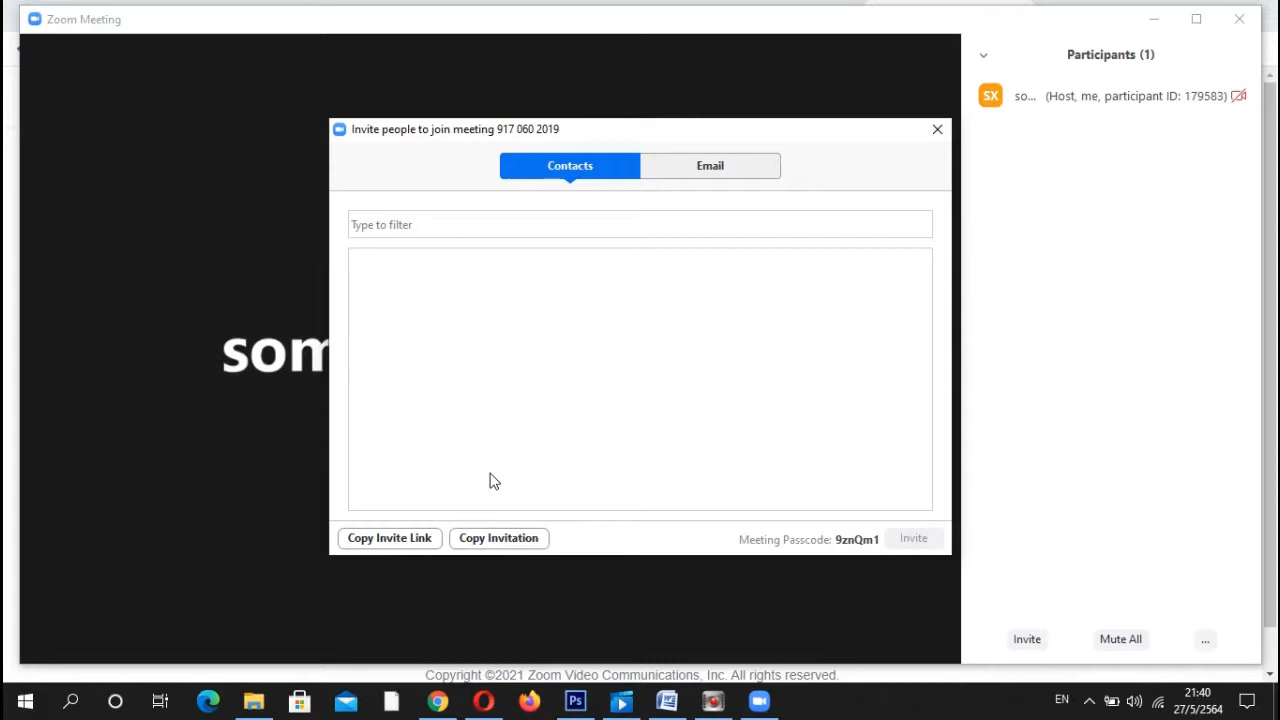 Zoom Meeting
Participants (1)
SX so... (Host, me, participant ID: 179583)
Invite people to join meeting 917 060 2019
Contacts
Email
Type to filter
som
Copy Invite Link
Copy Invitation
Meeting Passcode: 9znQm1
Invite
Invite
Mute All
...
Copyright ©2021 Zoom Video Communications, Inc. All rights reserved.
Ps
EN
21:40
27/5/2564